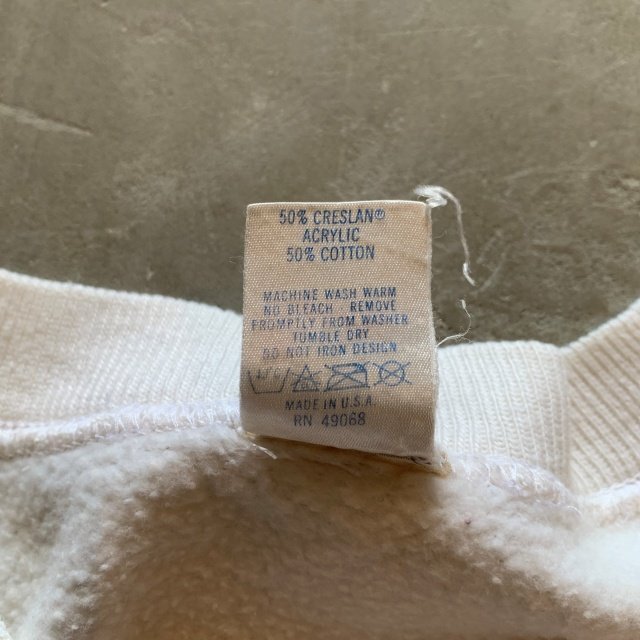 50% CRESLAN®
ACRYLIC
50% COTTON
MACHINE WASH WARM
NO BLEACH REMOVE
PROMPTLY FROM WASHER
TUMBLE DRY
DO NOT IRON DESIGN
MADE IN U.S.A.
RN 49068